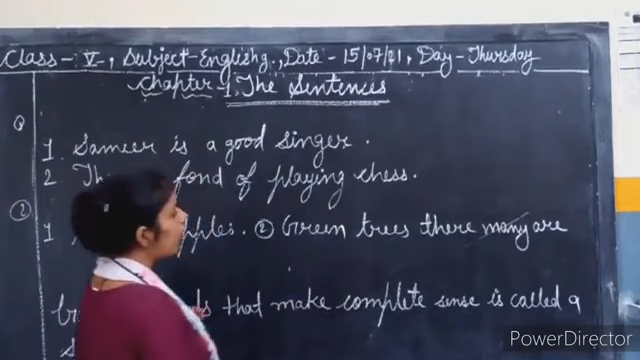 Class - V, Subject - English g., Date - 15/07/21, Day - Thursday
Chapter - 1. The Sentences
Q
1. Sameer is a good singer.
2. fond of playing chess.
②
1 ② Green trees there many are
that make complete sense is called a
PowerDirector